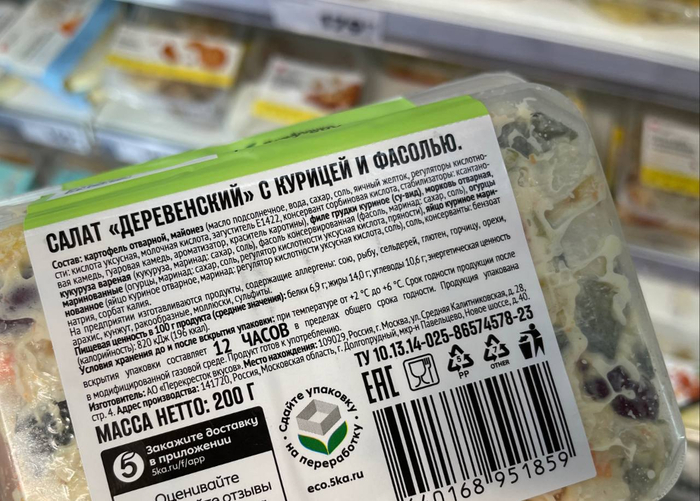 САЛАТ «ДЕРЕВЕНСКИЙ» С КУРИЦЕЙ И ФАСОЛЬЮ.
Состав: картофель отварной, майонез (масло подсолнечное, вода, сахар, соль, яичный желток, регуляторы кислотно-
сти: кислота уксусная, молочная кислота, загуститель Е1422, консервант сорбиновая кислота, стабилизаторы: ксантано-
вая камедь, гуаровая камедь, ароматизатор, краситель каротины), филе грудки куриное (су-вид), морковь отварная,
кукуруза вареная (кукуруза, маринад: сахар, соль), фасоль консервированная (фасоль, маринад: сахар, соль), огурцы
маринованные (огурцы, маринад: сахар, соль, регулятор кислотности уксусная кислота, пряности), яйцо куриное мари-
нованное (яйцо куриное отварное, маринад: регулятор кислотности уксусная кислота, соль), соль, консерванты: бензоат
натрия, сорбат калия.
На предприятии изготавливаются продукты, содержащие аллергены: сою, рыбу, сельдерей, глютен, горчицу, орехи,
арахис, кунжут, ракообразные, моллюски, сульфиты.
Пищевая ценность в 100 г продукта (средние значения): белки 6,9 г; жиры 14,0 г; углеводы 10,6 г; энергетическая ценность
(калорийность): 820 кДж (196 ккал).
Условия хранения до и после вскрытия упаковки: при температуре от +2 °С до +6 °С. Срок годности продукции после
вскрытия упаковки составляет 12 ЧАСОВ в пределах общего срока годности. Продукция упакована
в модифицированной газовой среде. Продукт готов к употреблению.
Изготовитель: АО «Перекресток вкусов». Место нахождения: 109029, Россия, г. Москва, ул. Средняя Калитниковская, д. 28,
стр. 4. Адрес производства: 141720, Россия, Московская область, г. Долгопрудный, мкр-н Павельцево, Новое шоссе, д. 40.
МАССА НЕТТО: 200 Г
ТУ 10.13.14-025-86574578-23
ЕАС
PP
OTHER
5
Закажите доставку
в приложении
5ka.ru/f/app
Оценивайте
отзывы
Сдайте упаковку
на переработку
eco.5ka.ru
640168 951859